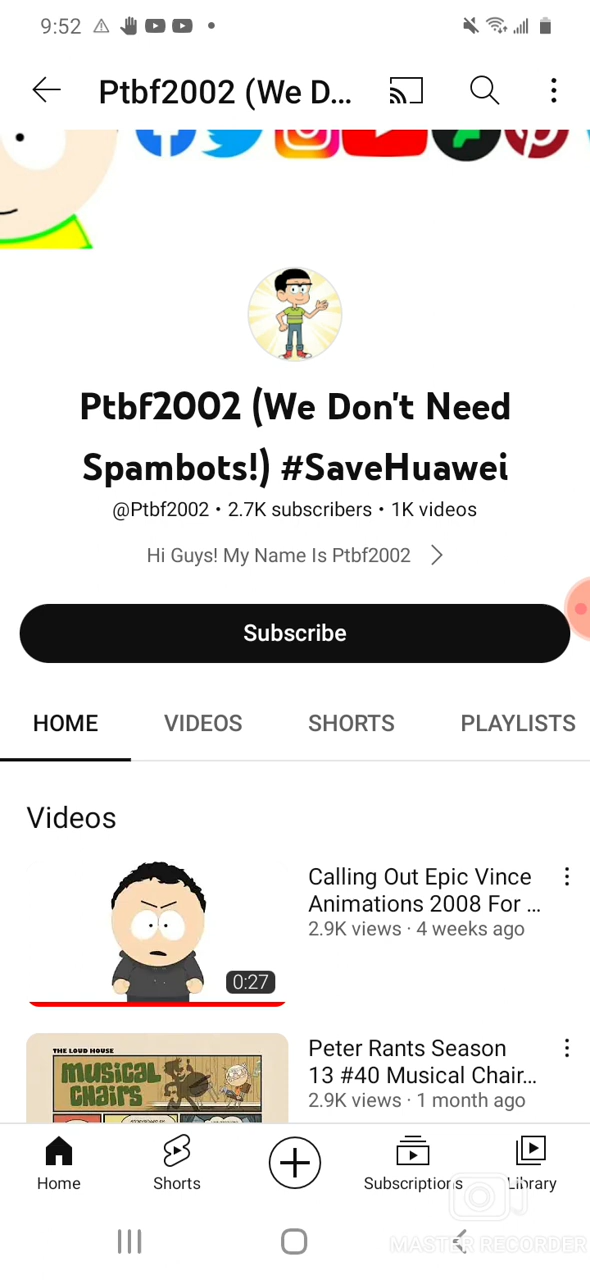 9:52
Ptbf2002 (We D...
Ptbf2002 (We Don't Need
Spambots!) #SaveHuawei
@Ptbf2002 • 2.7K subscribers • 1K videos
Hi Guys! My Name Is Ptbf2002
Subscribe
HOME
VIDEOS
SHORTS
PLAYLISTS
Videos
Calling Out Epic Vince
Animations 2008 For ...
2.9K views · 4 weeks ago
0:27
THE LOUD HOUSE
MUSICAL
CHAIRS
Peter Rants Season
13 #40 Musical Chair...
2.9K views · 1 month ago
Home
Shorts
Subscriptions
Library
MASTER RECORDER